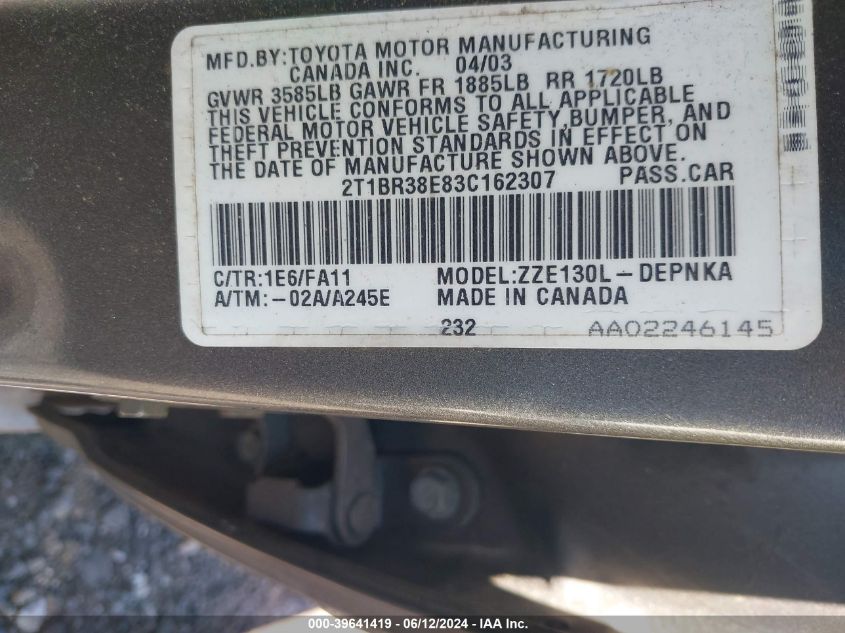 MFD.BY:TOYOTA MOTOR MANUFACTURING
CANADA INC. 04/03
GVWR 3585LB GAWR FR 1885LB RR 1720LB
THIS VEHICLE CONFORMS TO ALL APPLICABLE
FEDERAL MOTOR VEHICLE SAFETY,BUMPER, AND
THEFT PREVENTION STANDARDS IN EFFECT ON
THE DATE OF MANUFACTURE SHOWN ABOVE.
2T1BR38E83C162307 PASS.CAR
C/TR:1E6/FA11 MODEL:ZZE130L-DEPNKA
A/TM:-02A/A245E MADE IN CANADA
232 AA02246145
000-39641419 - 06/12/2024 - IAA Inc.